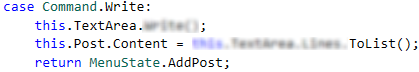 case Command.Write:
this.TextArea.
this.Post.Content = ToList();
return MenuState.AddPost;